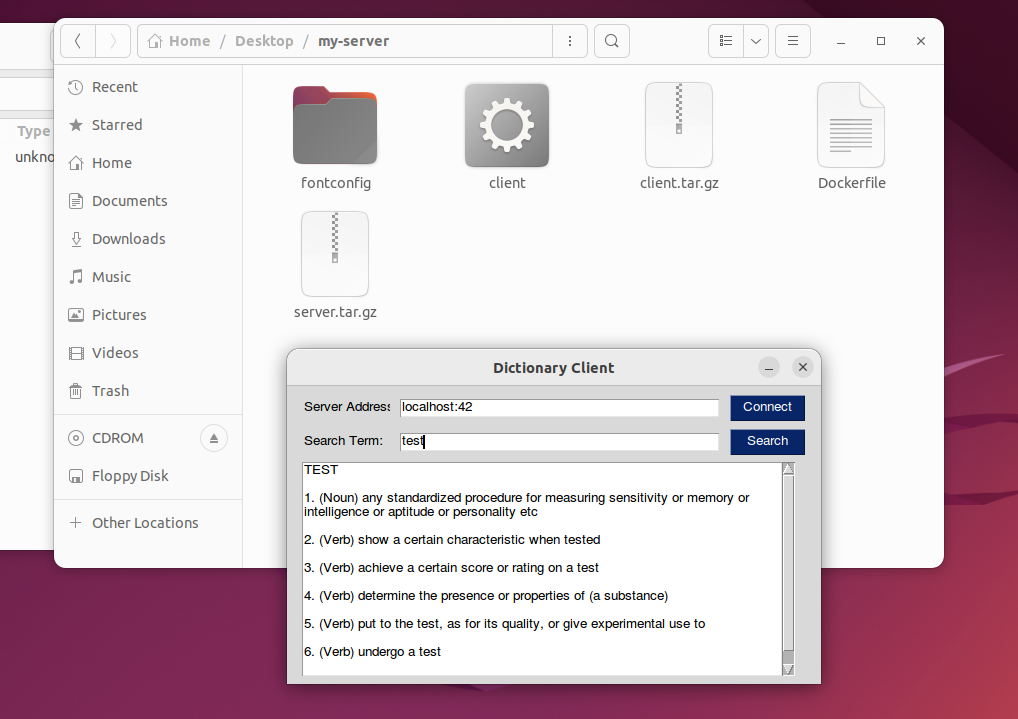 Home / Desktop / my-server
Type
unkno
Recent
Starred
Home
Documents
Downloads
Music
Pictures
Videos
Trash
CDROM
Floppy Disk
+ Other Locations
fontconfig
client
client.tar.gz
Dockerfile
server.tar.gz
Dictionary Client
Server Address
localhost:42
Connect
Search Term:
test
Search
TEST
1. (Noun) any standardized procedure for measuring sensitivity or memory or
intelligence or aptitude or personality etc
2. (Verb) show a certain characteristic when tested
3. (Verb) achieve a certain score or rating on a test
4. (Verb) determine the presence or properties of (a substance)
5. (Verb) put to the test, as for its quality, or give experimental use to
6. (Verb) undergo a test